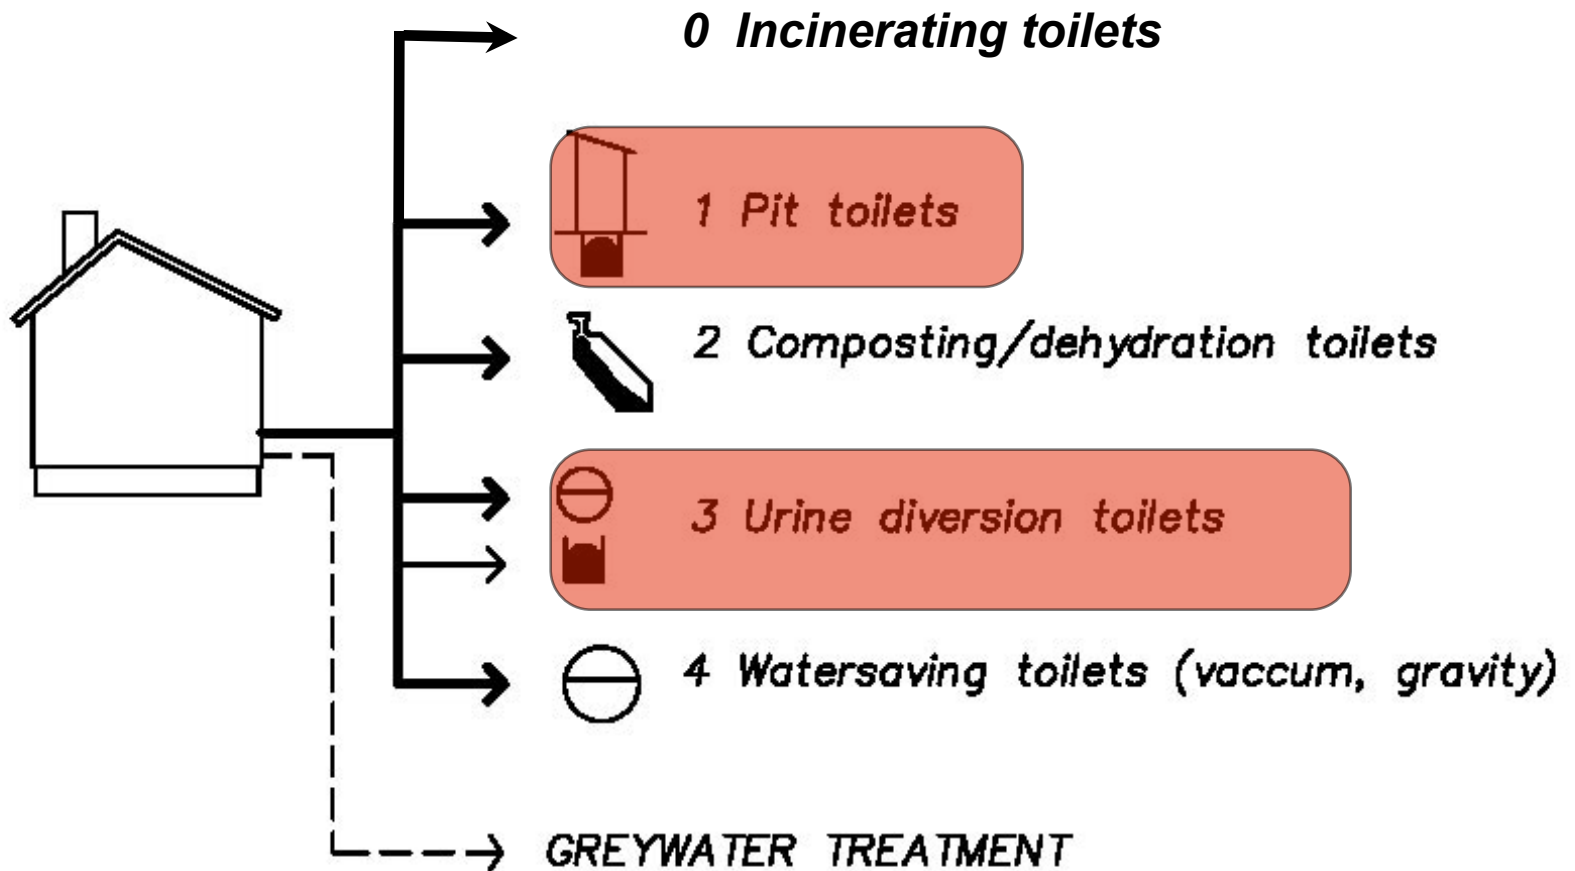 0 Incinerating toilets
1 Pit toilets
2 Composting/dehydration toilets
3 Urine diversion toilets
4 Watersaving toilets (vaccum, gravity)
GREYWATER TREATMENT